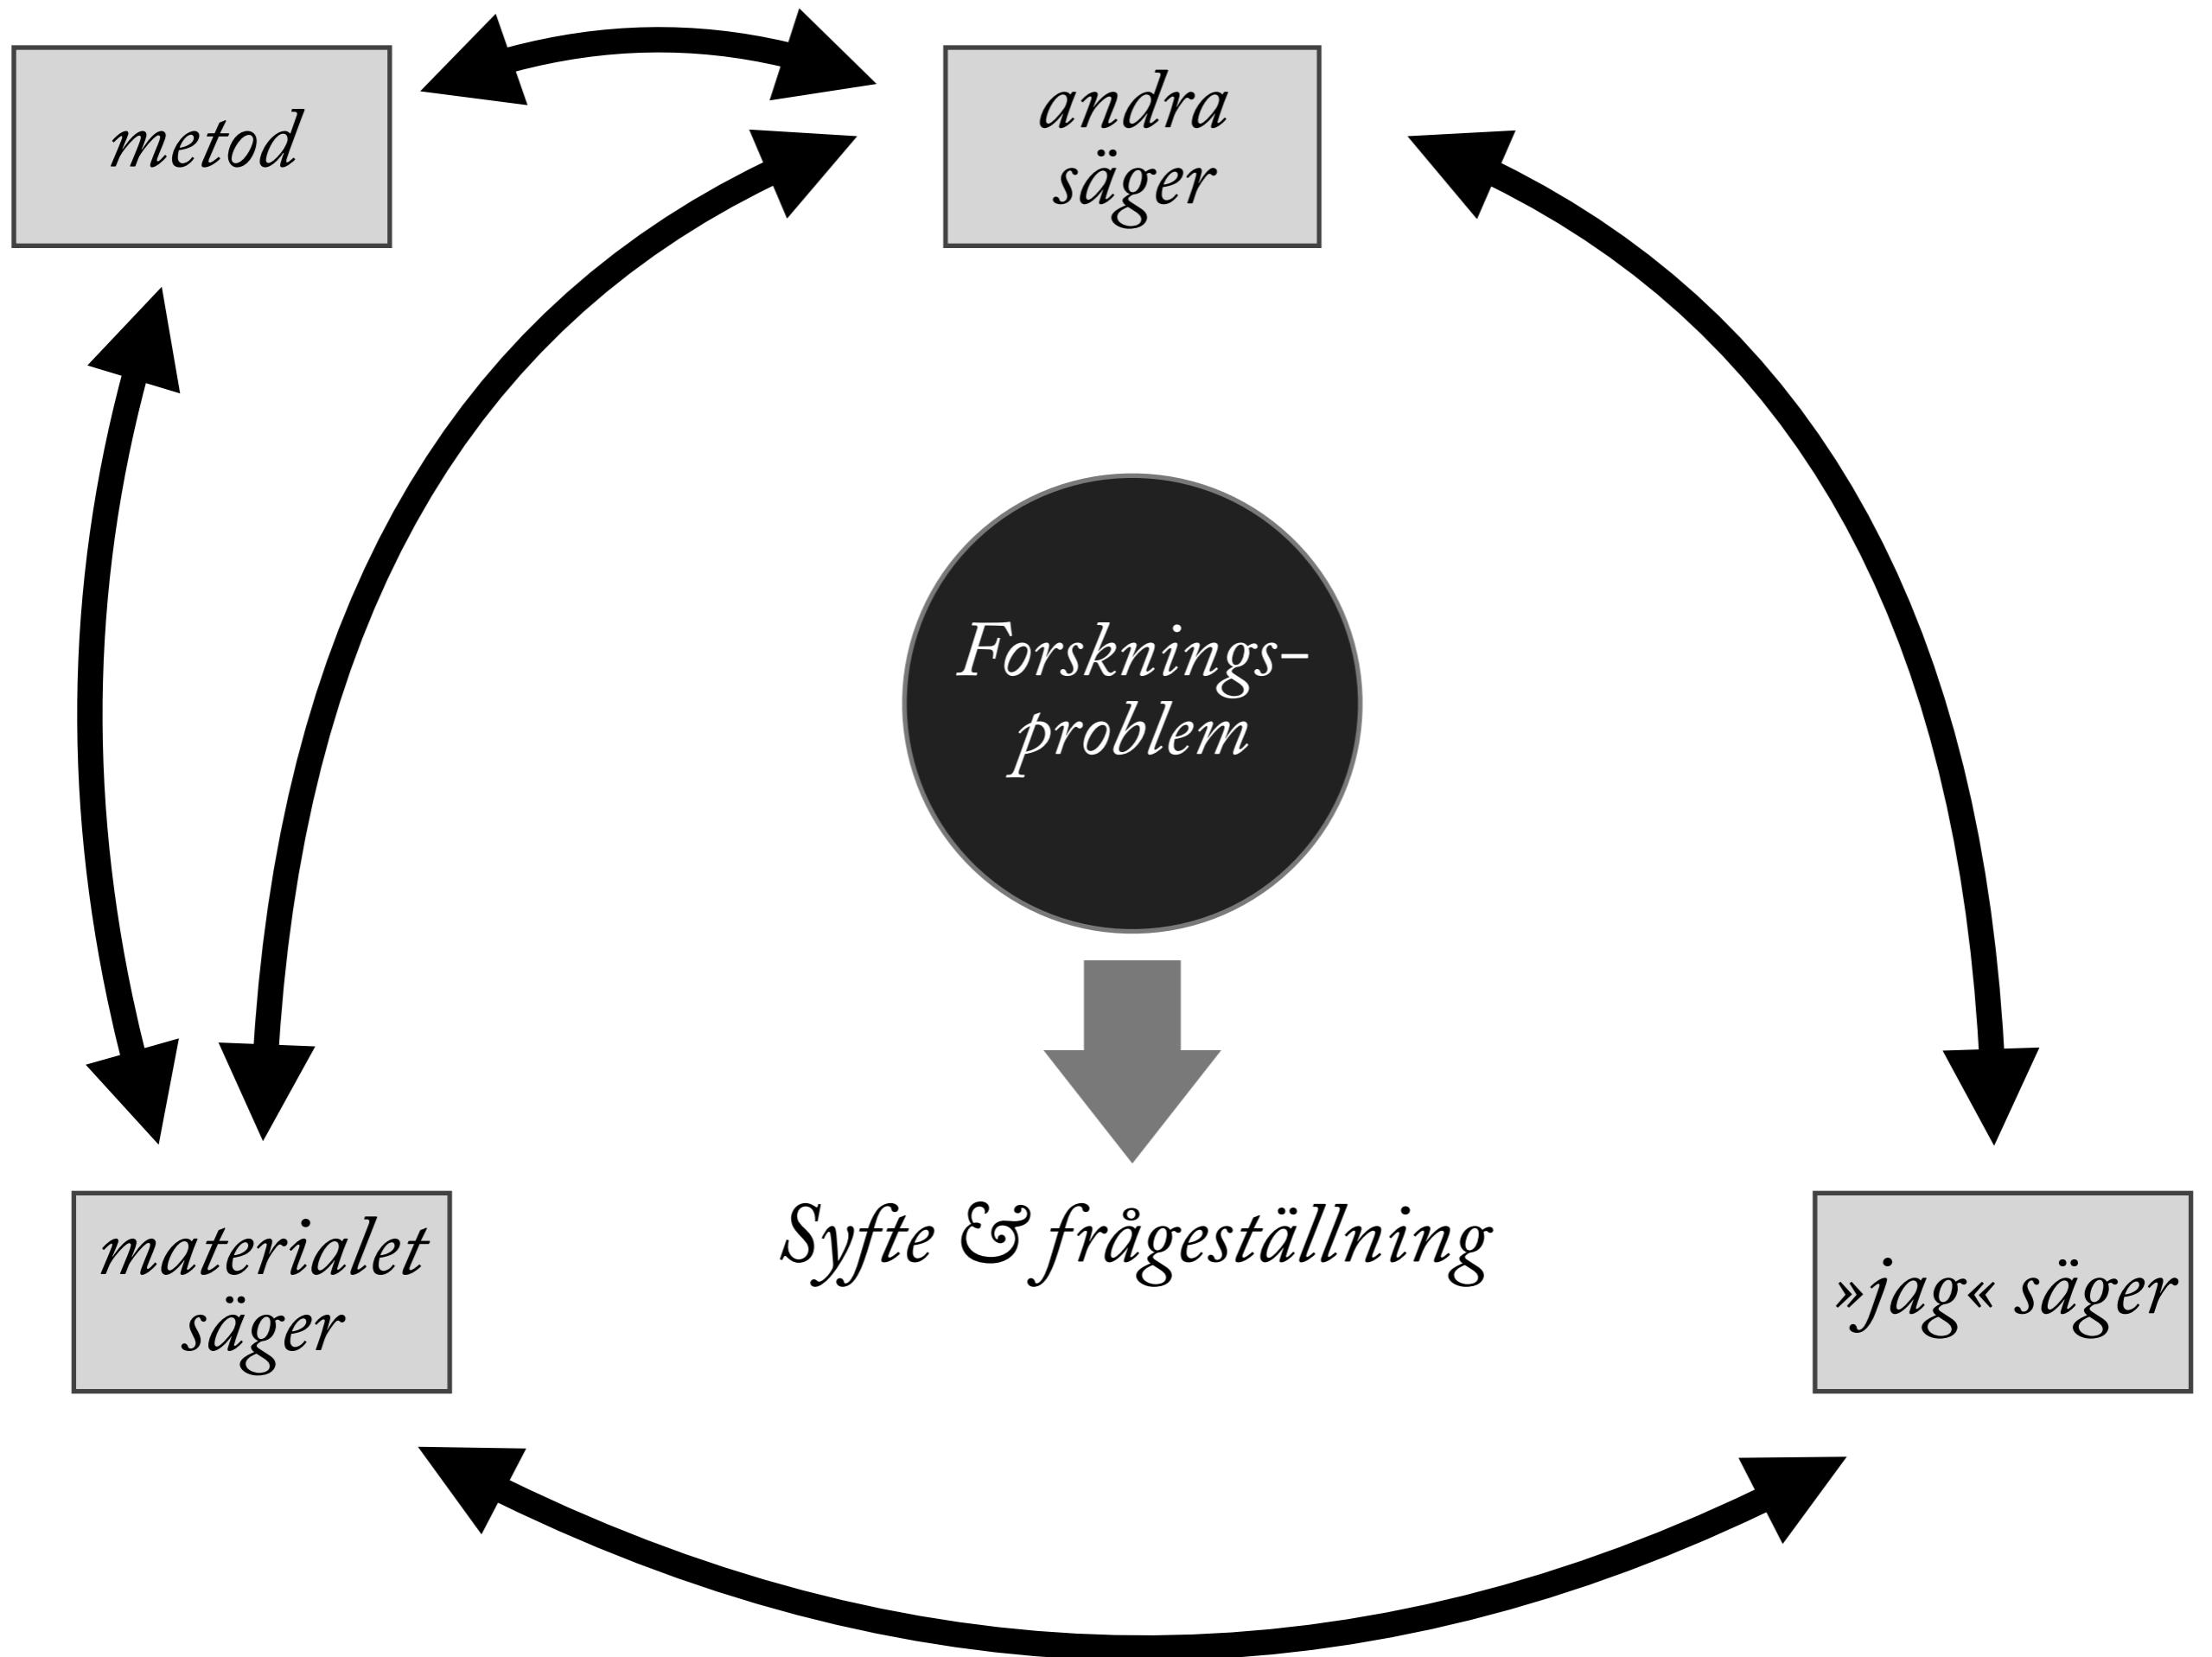 metod
andra
säger
Forsknings–
problem
materialet
säger
Syfte & frågeställning
»jag« säger